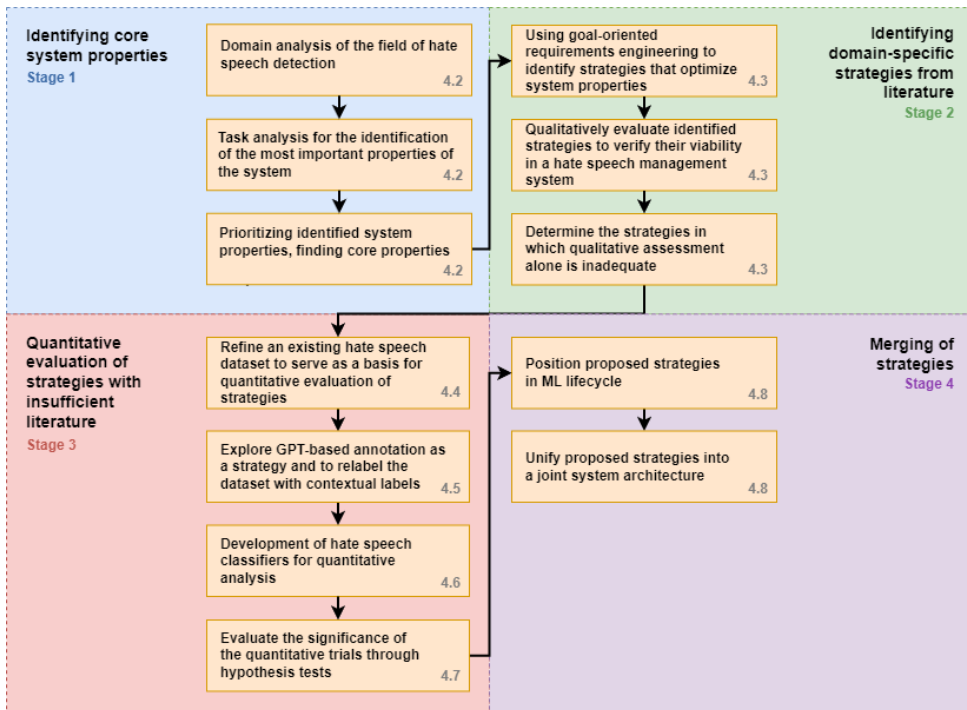 Identifying core
system properties
Stage 1
Domain analysis of the field of hate
speech detection
4.2
Task analysis for the identification
of the most important properties of
the system
4.2
Prioritizing identified system
properties, finding core properties
4.2
Identifying
domain-specific
strategies from
literature
Stage 2
Using goal-oriented
requirements engineering to
identify strategies that optimize
system properties
4.3
Qualitatively evaluate identified
strategies to verify their viability
in a hate speech management
system
4.3
Determine the strategies in
which qualitative assessment
alone is inadequate
4.3
Quantitative
evaluation of
strategies with
insufficient
literature
Stage 3
Refine an existing hate speech
dataset to serve as a basis for
quantitative evaluation of
strategies
4.4
Explore GPT-based annotation as
a strategy and to relabel the
dataset with contextual labels
4.5
Development of hate speech
classifiers for quantitative
analysis
4.6
Evaluate the significance of
the quantitative trials through
hypothesis tests
4.7
Merging of
strategies
Stage 4
Position proposed strategies
in ML lifecycle
4.8
Unify proposed strategies into
a joint system architecture
4.8